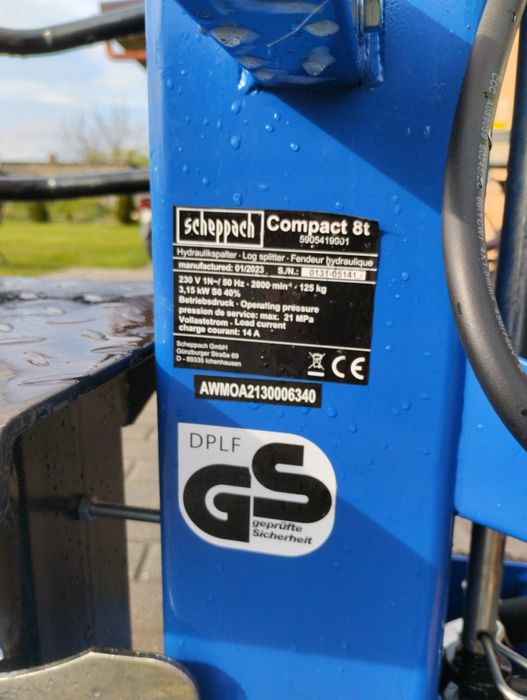 scheppach Compact 8t
5905419901
Hydraulikspalter · Log splitter · Fendeur hydraulique
manufactured: 01/2023 S./N.: 0131-05141
230 V 1N~/ 50 Hz · 2800 min⁻¹ · 125 kg
3,15 kW S6 40%
Betriebsdruck · Operating pressure
pression de service: max. 21 MPa
Vollaststrom · Load current
charge courant: 14 A
Scheppach GmbH
Günzburger Straße 69
D - 89335 Ichenhausen
CE
AWMOA2130006340
DPLF
GS
geprüfte
Sicherheit